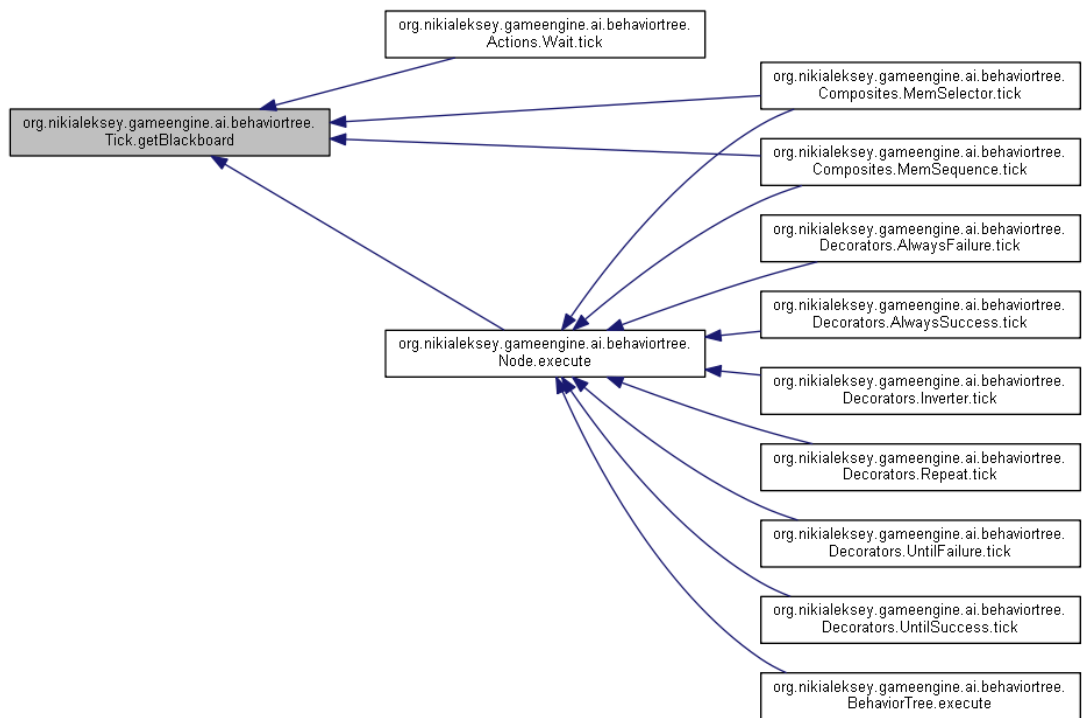 org.nikialeksey.gameengine.ai.behaviortree.
Actions.Wait.tick
org.nikialeksey.gameengine.ai.behaviortree.
Composites.MemSelector.tick
org.nikialeksey.gameengine.ai.behaviortree.
Tick.getBlackboard
org.nikialeksey.gameengine.ai.behaviortree.
Composites.MemSequence.tick
org.nikialeksey.gameengine.ai.behaviortree.
Decorators.AlwaysFailure.tick
org.nikialeksey.gameengine.ai.behaviortree.
Decorators.AlwaysSuccess.tick
org.nikialeksey.gameengine.ai.behaviortree.
Node.execute
org.nikialeksey.gameengine.ai.behaviortree.
Decorators.Inverter.tick
org.nikialeksey.gameengine.ai.behaviortree.
Decorators.Repeat.tick
org.nikialeksey.gameengine.ai.behaviortree.
Decorators.UntilFailure.tick
org.nikialeksey.gameengine.ai.behaviortree.
Decorators.UntilSuccess.tick
org.nikialeksey.gameengine.ai.behaviortree.
BehaviorTree.execute